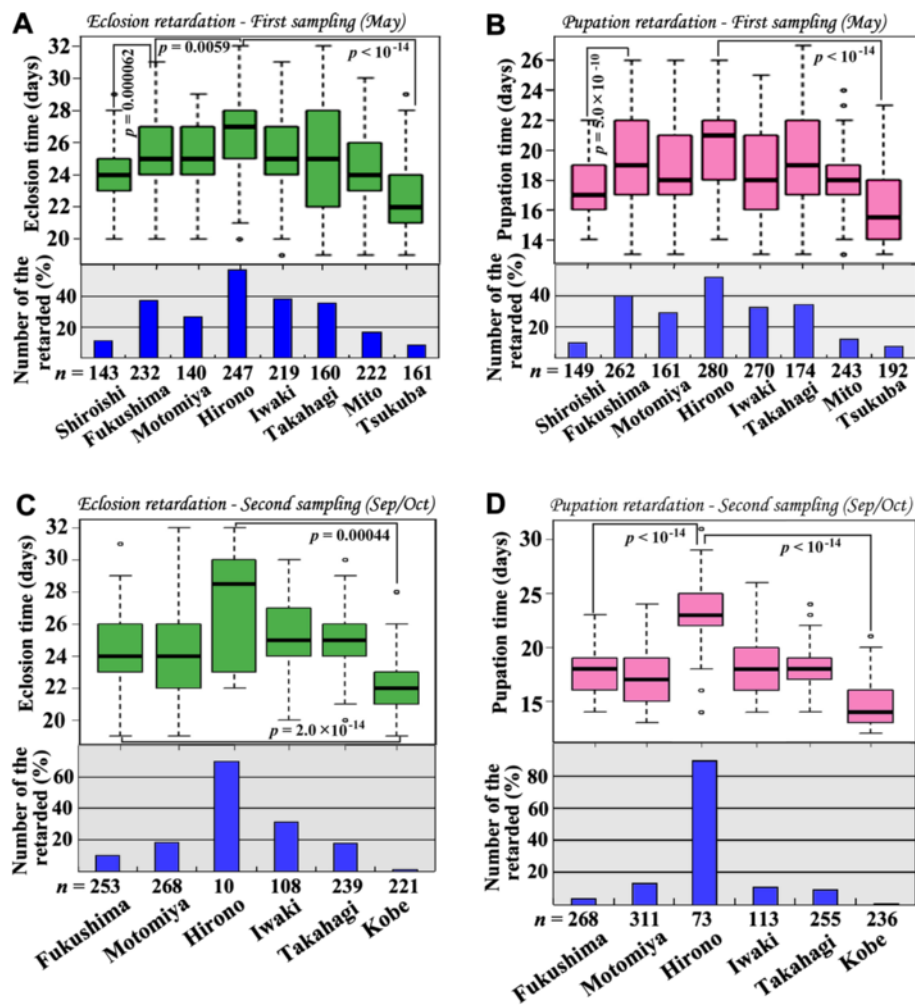 A Eclosion retardation - First sampling (May)
Eclosion time (days)
32
30
28
26
24
22
20
p = 0.000062
p = 0.0059
p < 10⁻¹⁴
Number of the retarded (%)
40
20
n = 143 232 140 247 219 160 222 161
Shiroishi Fukushima Motomiya Hirono Iwaki Takahagi Mito Tsukuba
B Pupation retardation - First sampling (May)
Pupation time (days)
26
24
22
20
18
16
14
p = 5.0 × 10⁻¹⁰
p < 10⁻¹⁴
Number of the retarded (%)
40
20
n = 149 262 161 280 270 174 243 192
Shiroishi Fukushima Motomiya Hirono Iwaki Takahagi Mito Tsukuba
C Eclosion retardation - Second sampling (Sep/Oct)
Eclosion time (days)
32
30
28
26
24
22
20
p = 0.00044
p = 2.0 × 10⁻¹⁴
Number of the retarded (%)
60
40
20
n = 253 268 10 108 239 221
Fukushima Motomiya Hirono Iwaki Takahagi Kobe
D Pupation retardation - Second sampling (Sep/Oct)
Pupation time (days)
30
25
20
15
p < 10⁻¹⁴
p < 10⁻¹⁴
Number of the retarded (%)
80
60
40
20
n = 268 311 73 113 255 236
Fukushima Motomiya Hirono Iwaki Takahagi Kobe